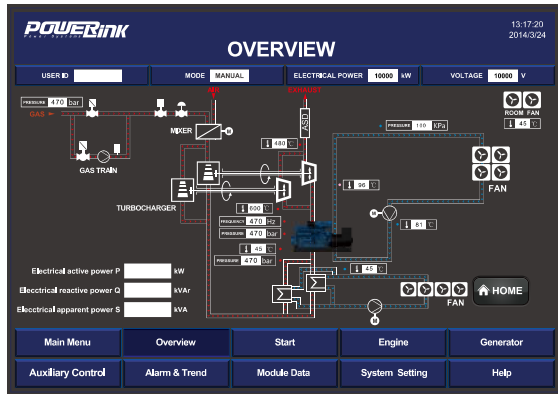 POWERink
Power Systems
13:17:20
2014/3/24
OVERVIEW
USER ID
MODE MANUAL
ELECTRICAL POWER 10000 kW
VOLTAGE 10000 V
PRESSURE 470 bar
GAS
AIR
EXHAUST
MIXER
M
ASD
PRESSURE 100 KPa
ROOM FAN
45 ℃
480 ℃
GAS TRAIN
FAN
96 ℃
TURBOCHARGER
600 ℃
FREQUENCY 470 Hz
PRESSURE 470 bar
M
81 ℃
45 ℃
PRESSURE 470 bar
45 ℃
Electrical active power P kW
Elecctrical reactive power Q kVAr
Elecctrical apparent power S kVA
Σ
Σ
FAN
HOME
M
Main Menu
Overview
Start
Engine
Generator
Auxiliary Control
Alarm & Trend
Module Data
System Setting
Help